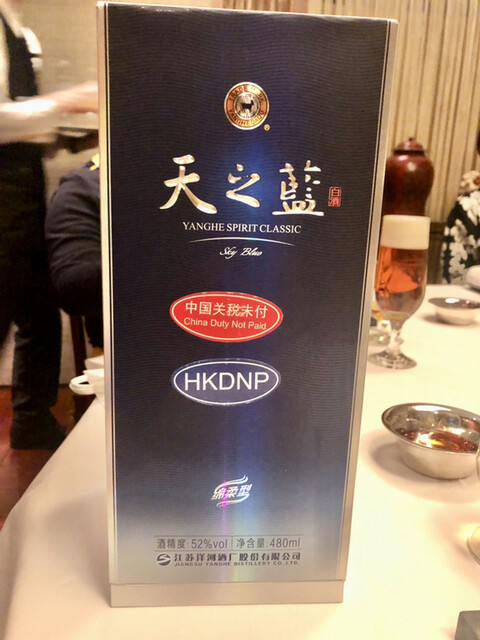 天之藍
白酒
YANGHE SPIRIT CLASSIC
Sky Blue
中国关税未付
China Duty Not Paid
HKDNP
绵柔型
酒精度 52%vol 净含量 480ml
江苏洋河酒厂股份有限公司
JIANGSU YANGHE DISTILLERY CO.,LTD.